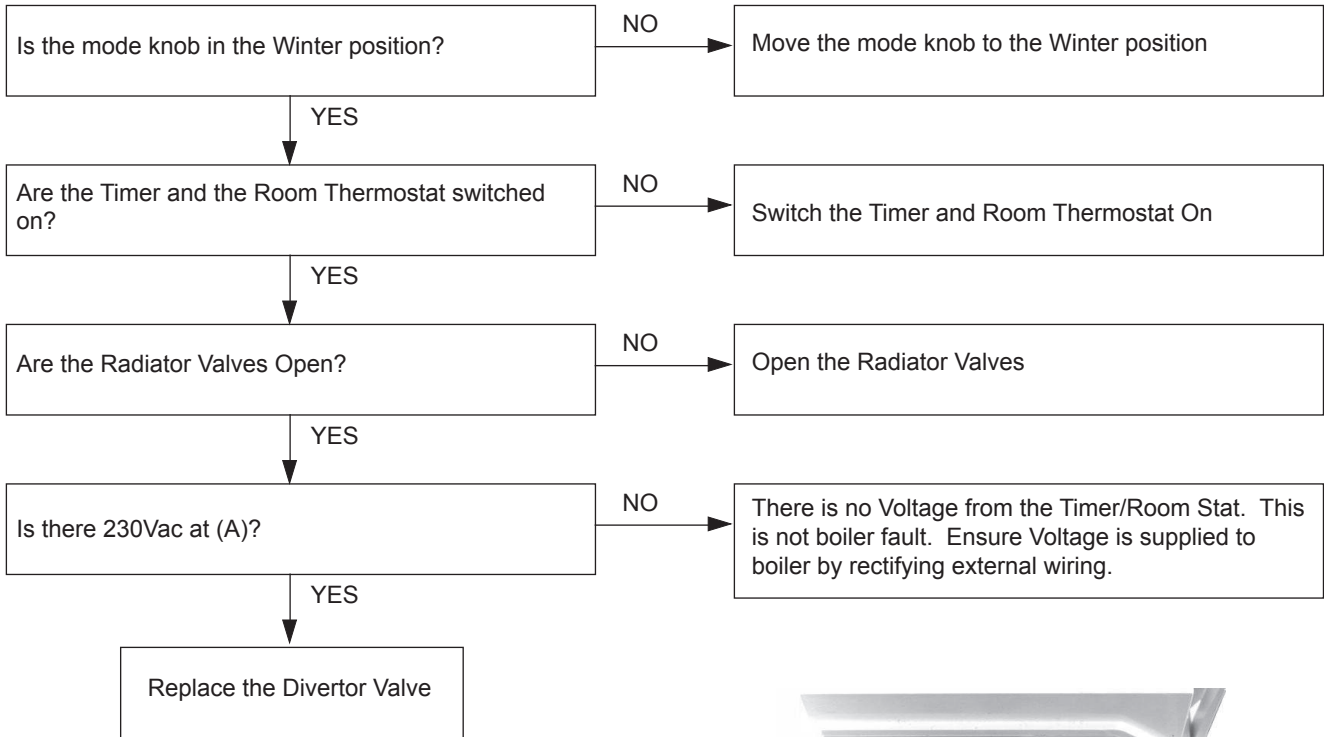 Is the mode knob in the Winter position?
NO
Move the mode knob to the Winter position
YES
Are the Timer and the Room Thermostat switched
on?
NO
Switch the Timer and Room Thermostat On
YES
Are the Radiator Valves Open?
NO
Open the Radiator Valves
YES
Is there 230Vac at (A)?
NO
There is no Voltage from the Timer/Room Stat. This
is not boiler fault. Ensure Voltage is supplied to
boiler by rectifying external wiring.
YES
Replace the Divertor Valve